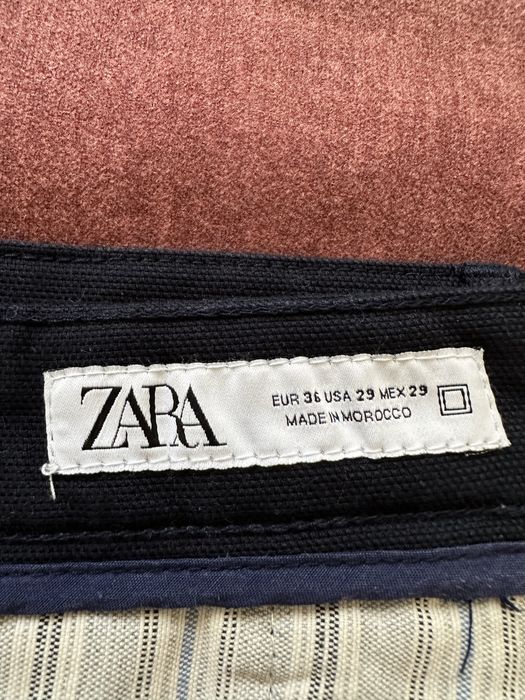 ZARA
EUR 36 USA 29 MEX 29
MADE IN MOROCCO